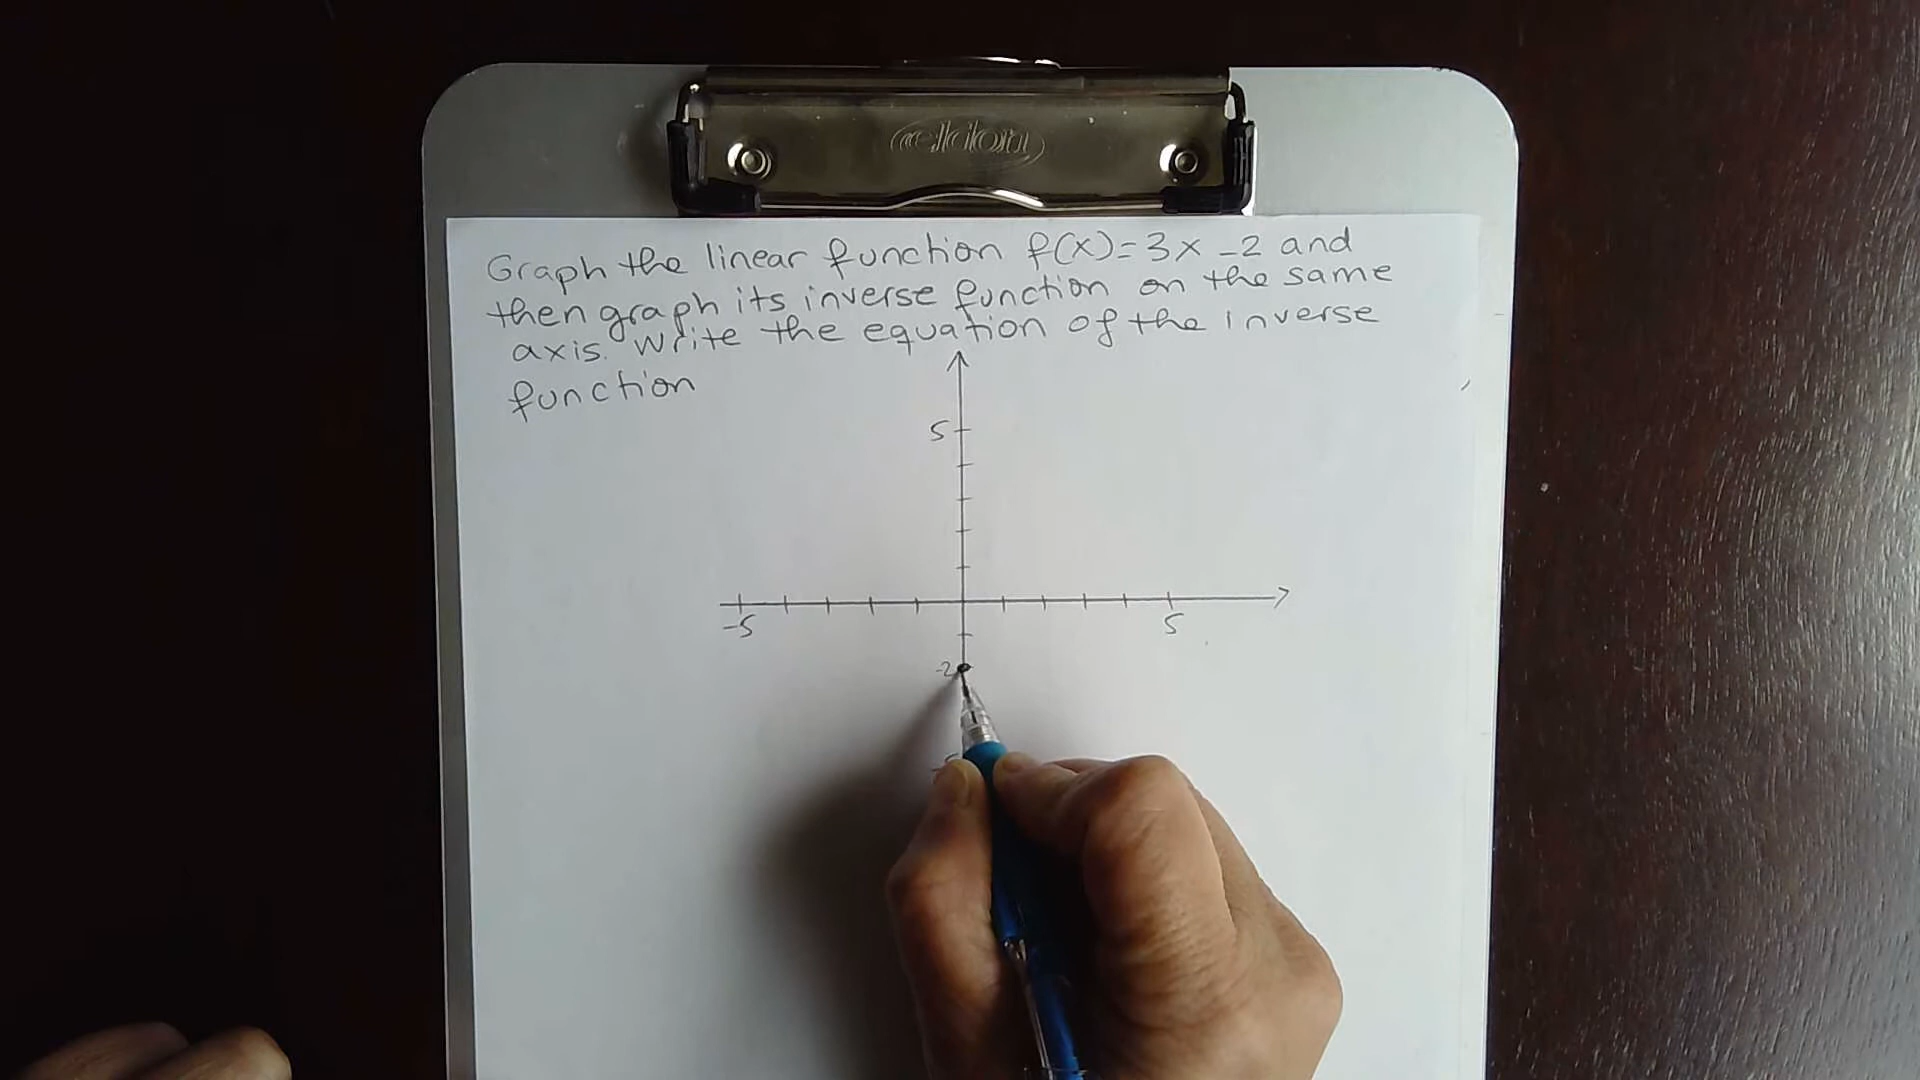 Graph the linear function f(x)=3x-2 and
then graph its inverse function on the same
axis. Write the equation of the inverse
function
5
-5
5
-2